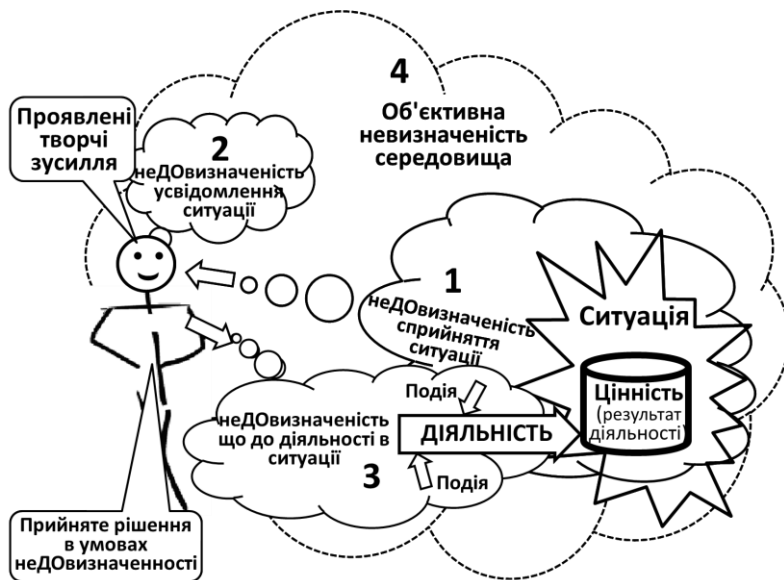 4
Об'єктивна
невизначеність
середовища
Проявлені
творчі
зусилля
2
неДОвизначеність
усвідомлення
ситуації
1
неДОвизначеність
сприйняття
ситуації
Ситуація
Цінність
(результат
діяльності)
Подія
неДОвизначеність
що до діяльності в
ситуації
ДІЯЛЬНІСТЬ
3
Подія
Прийняте рішення
в умовах
неДОвизначенності